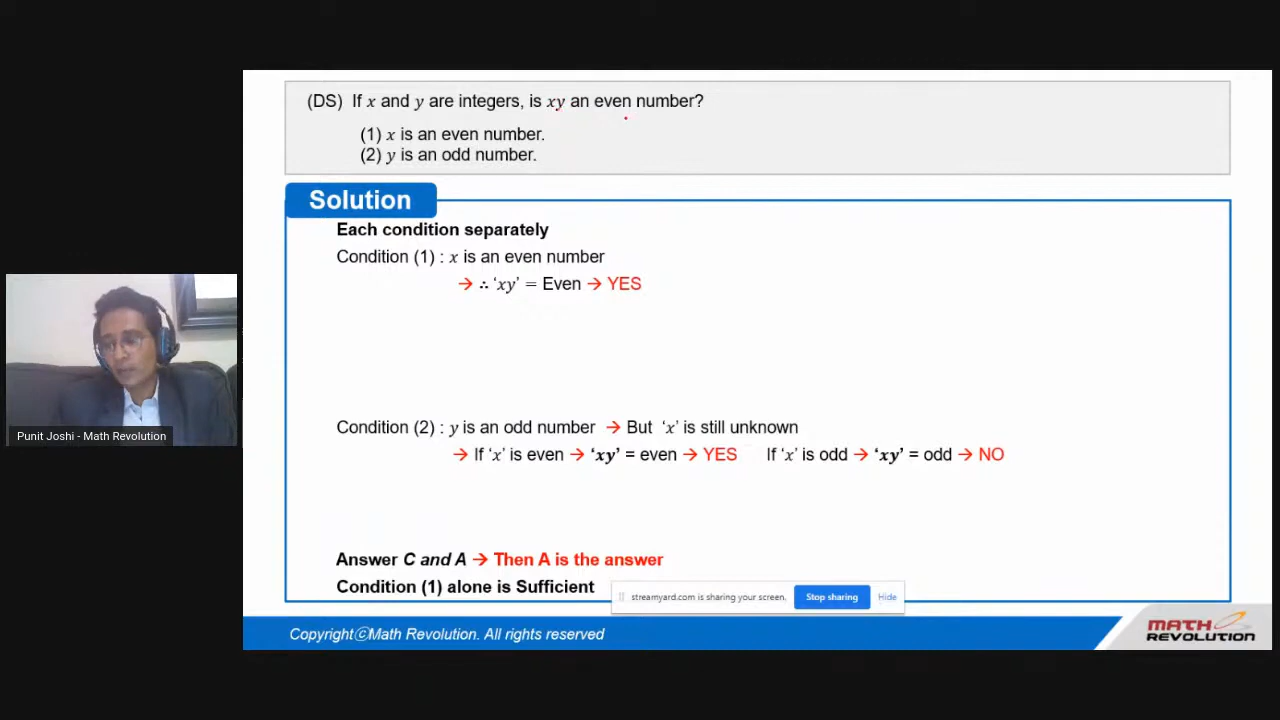 (DS) If x and y are integers, is xy an even number?
(1) x is an even number.
(2) y is an odd number.
Solution
Each condition separately
Condition (1) : x is an even number
→ ∴ ‘xy’ = Even → YES
Condition (2) : y is an odd number → But ‘x’ is still unknown
→ If ‘x’ is even → ‘xy’ = even → YES If ‘x’ is odd → ‘xy’ = odd → NO
Answer C and A → Then A is the answer
Condition (1) alone is Sufficient
streamyard.com is sharing your screen. Stop sharing Hide
Copyrightⓒ Math Revolution. All rights reserved
MATH
REVOLUTION
Punit Joshi - Math Revolution